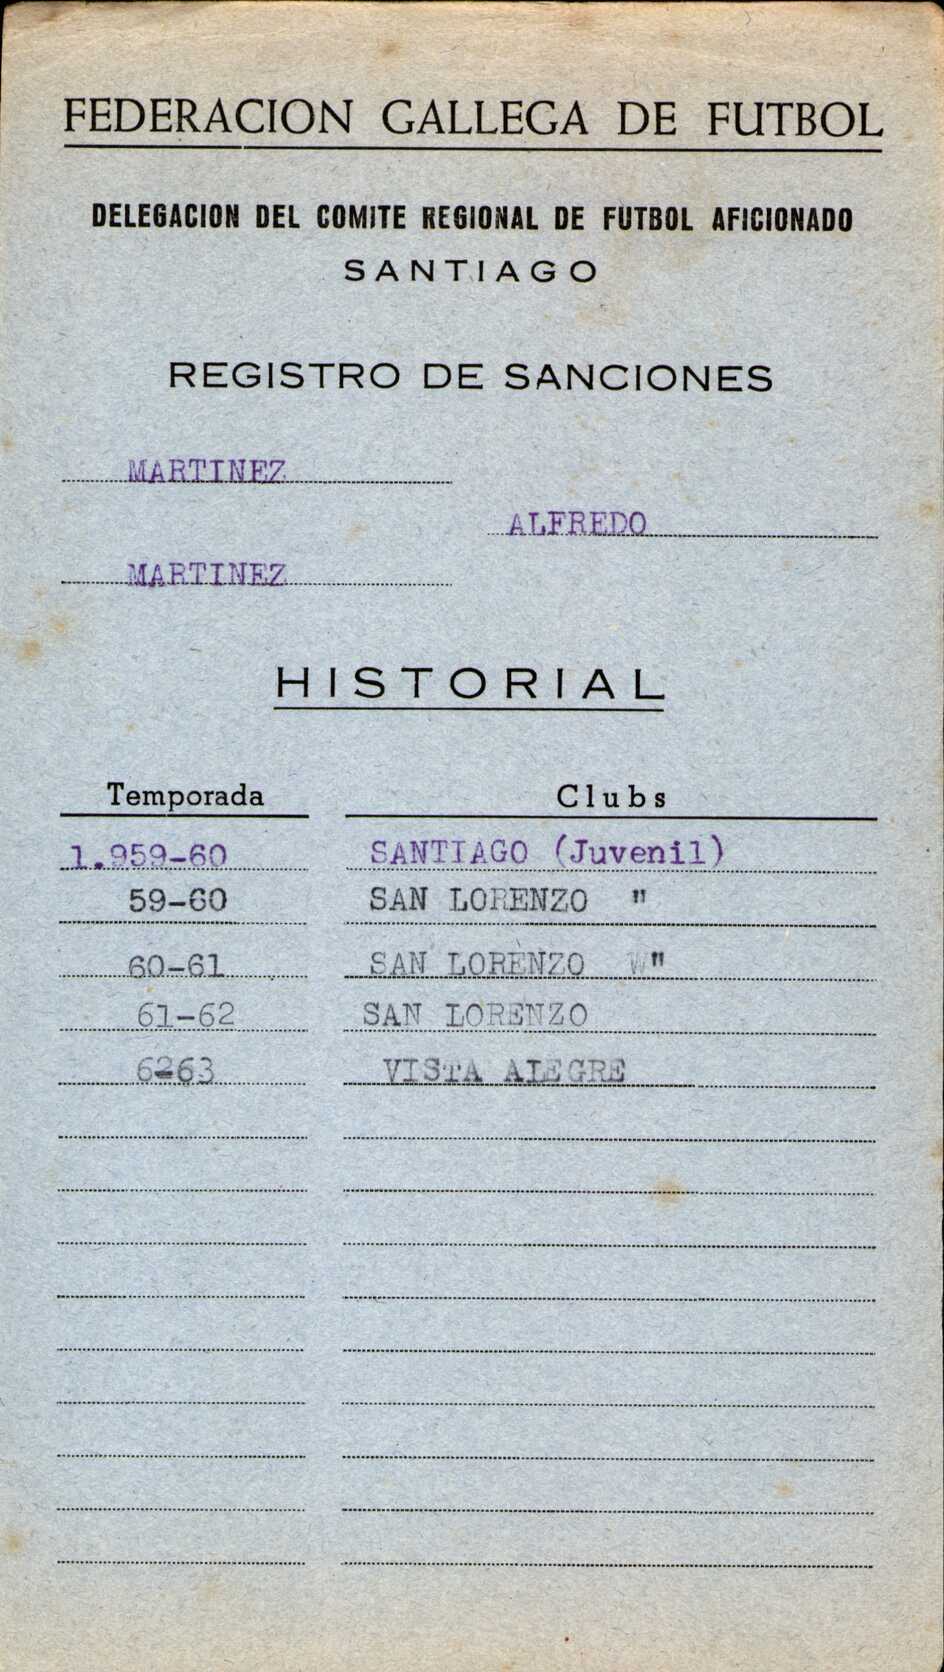 FEDERACION GALLEGA DE FUTBOL
DELEGACION DEL COMITE REGIONAL DE FUTBOL AFICIONADO
SANTIAGO
REGISTRO DE SANCIONES
MARTINEZ
ALFREDO
MARTINEZ
HISTORIAL
Temporada Clubs
1.959-60 SANTIAGO (Juvenil)
59-60 SAN LORENZO "
60-61 SAN LORENZO "
61-62 SAN LORENZO
62-63 VISTA ALEGRE